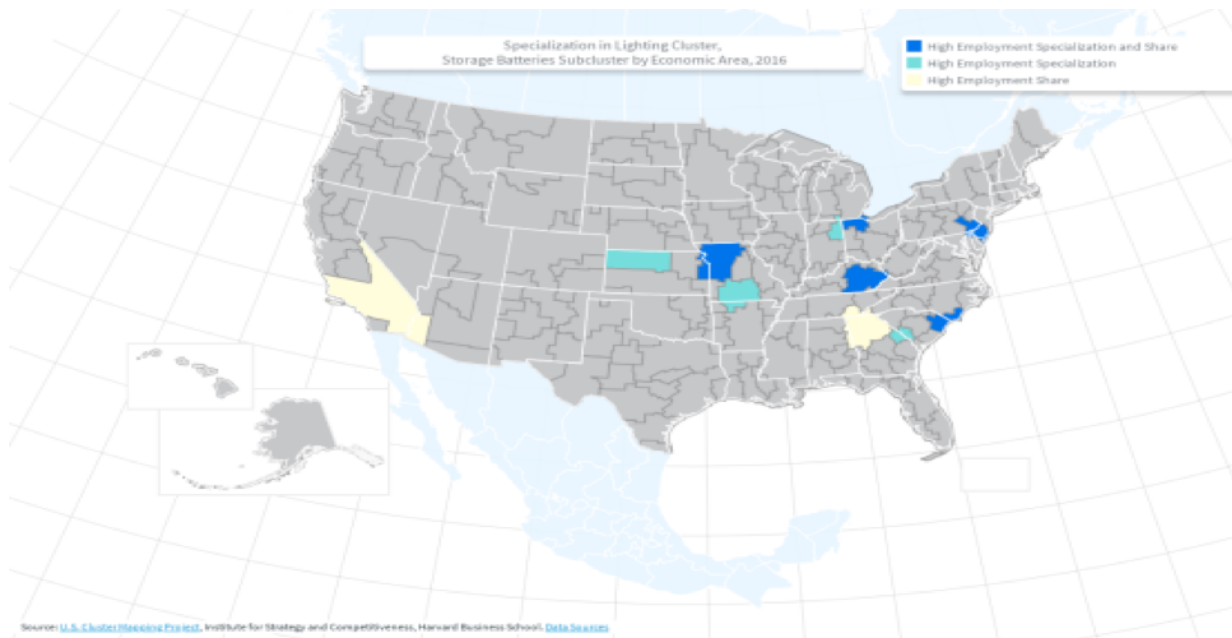 Specialization in Lighting Cluster,
Storage Batteries Subcluster by Economic Area, 2016
High Employment Specialization and Share
High Employment Specialization
High Employment Share
Source: U.S. Cluster Mapping Project, Institute for Strategy and Competitiveness, Harvard Business School. Data Sources